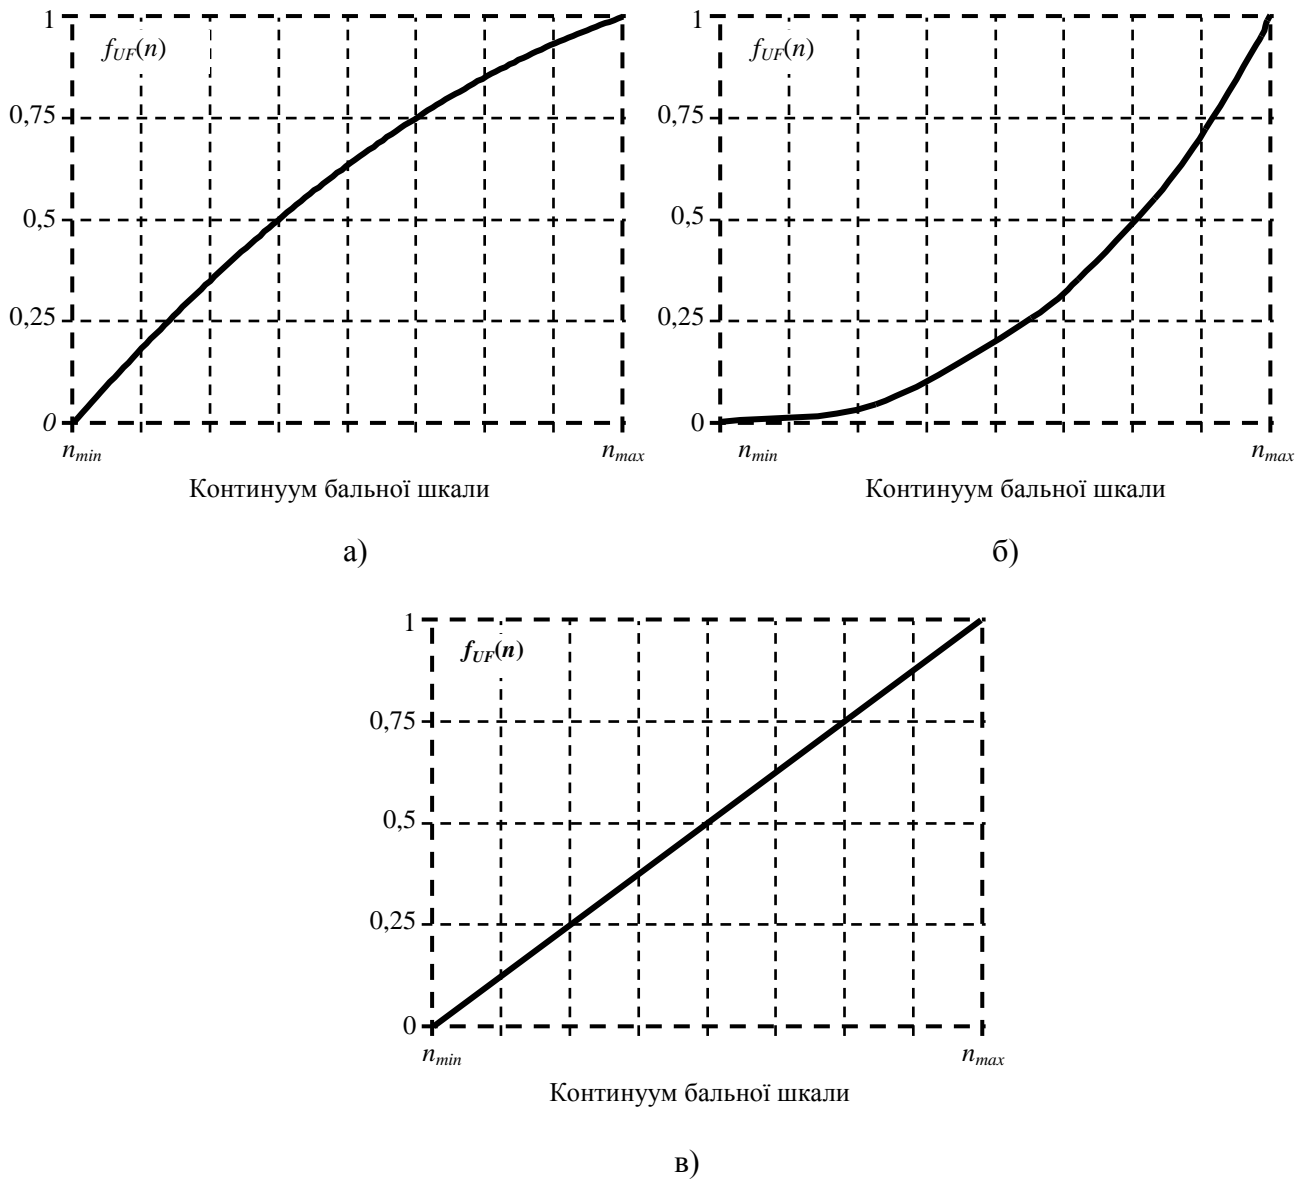 1
f_UF(n)
0,75
0,5
0,25
0
n_min
n_max
Континуум бальної шкали
а)
1
f_UF(n)
0,75
0,5
0,25
0
n_min
n_max
Континуум бальної шкали
б)
1
f_UF(n)
0,75
0,5
0,25
0
n_min
n_max
Континуум бальної шкали
в)